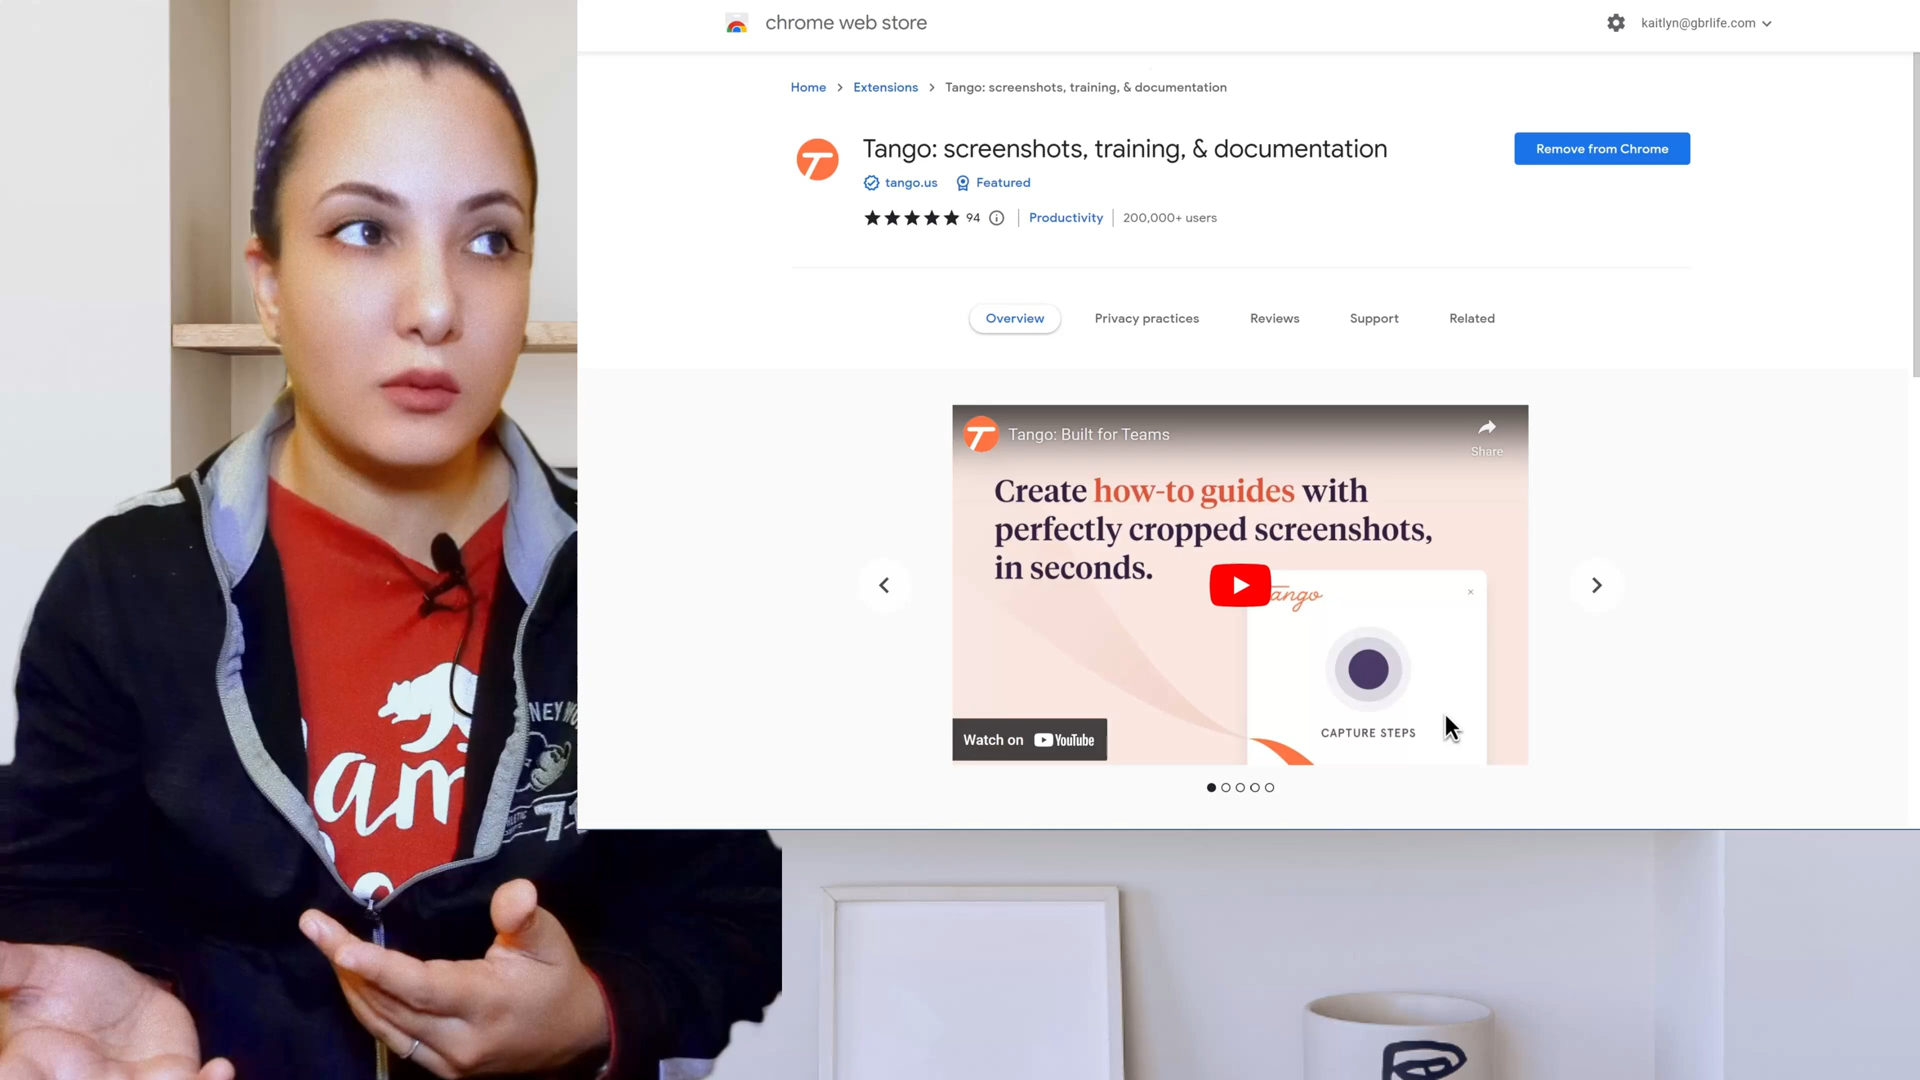 chrome web store
kaitlyn@gbrlife.com
Home > Extensions > Tango: screenshots, training, & documentation
Tango: screenshots, training, & documentation
Remove from Chrome
tango.us Featured
94 Productivity 200,000+ users
Overview Privacy practices Reviews Support Related
Tango: Built for Teams
Share
Create how-to guides with
perfectly cropped screenshots,
in seconds.
CAPTURE STEPS
Watch on YouTube